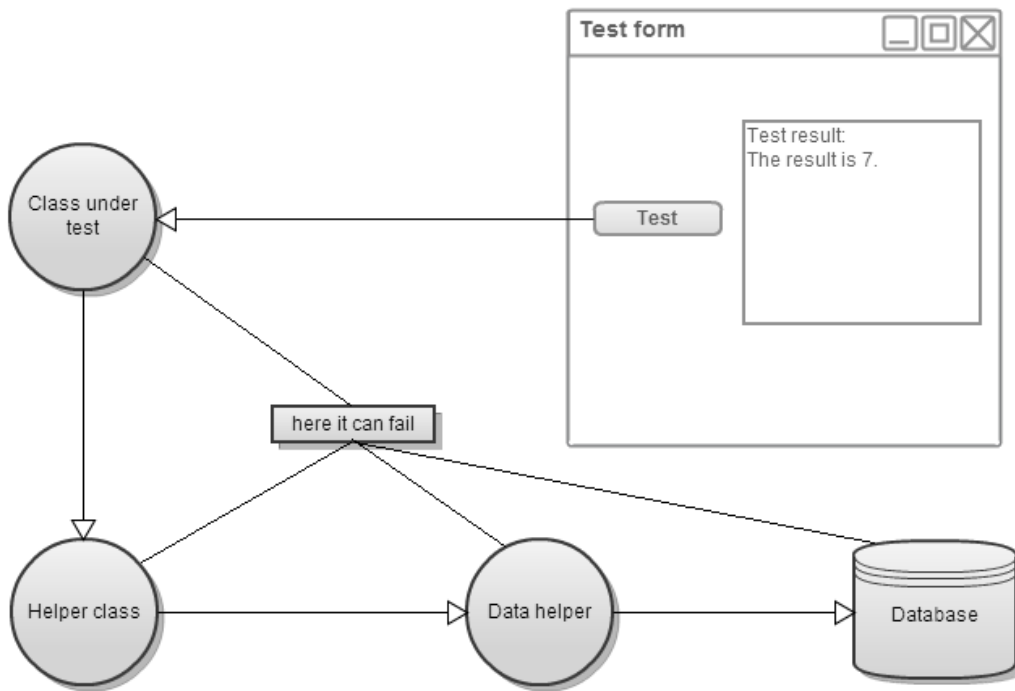 Test form
Test result:
The result is 7.
Test
Class under
test
here it can fail
Helper class
Data helper
Database